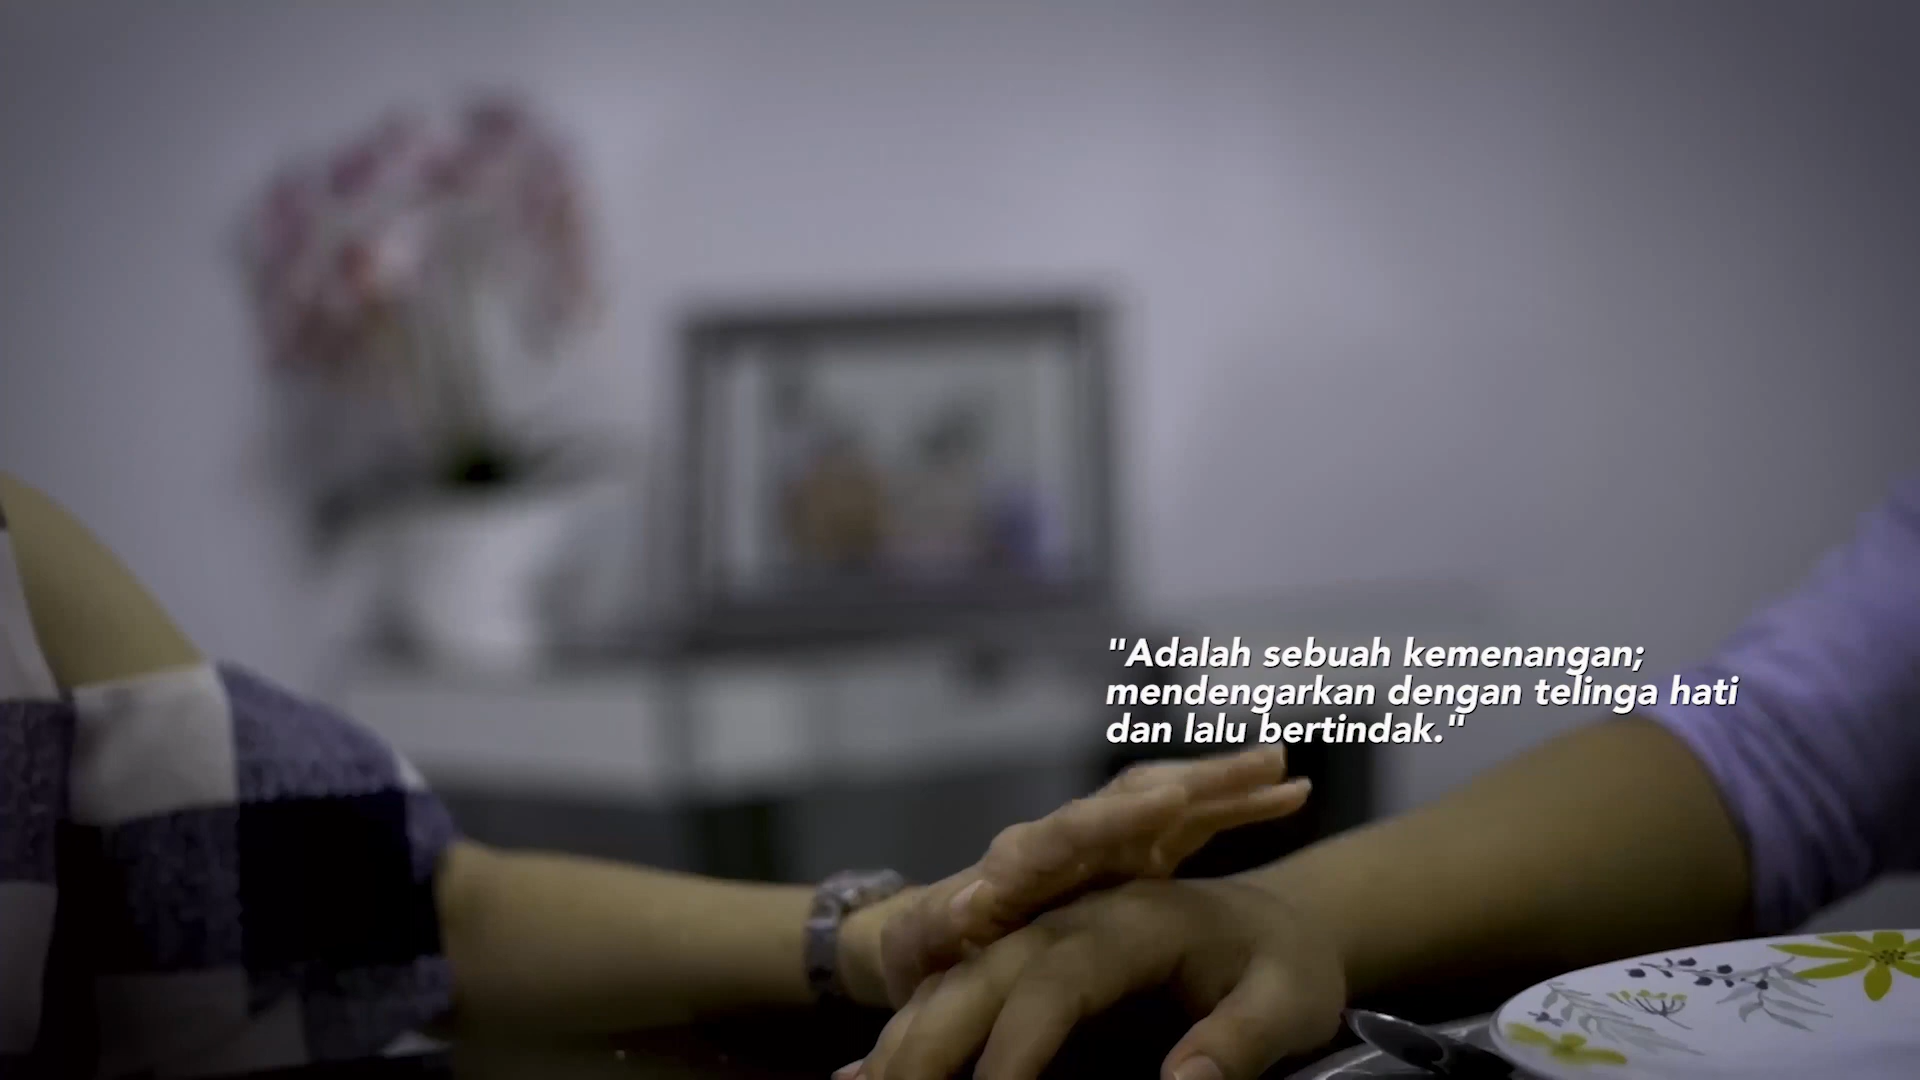 "Adalah sebuah kemenangan;
mendengarkan dengan telinga hati
dan lalu bertindak."